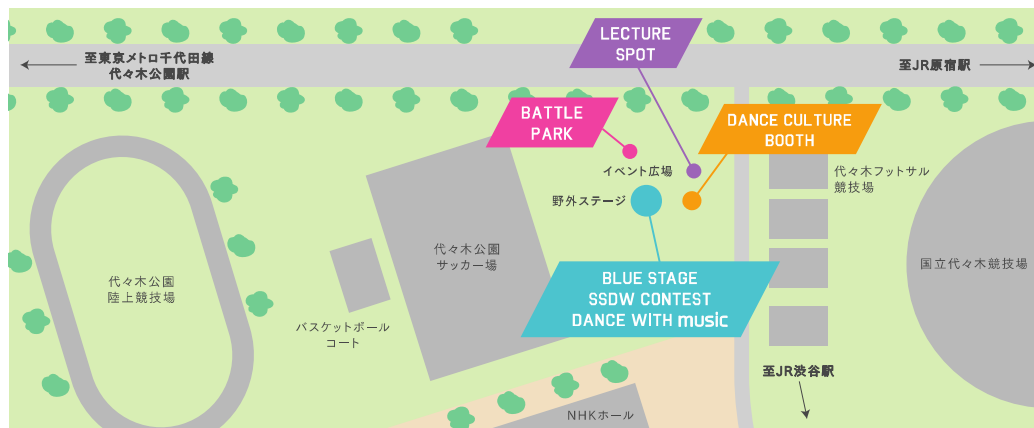 LECTURE
SPOT
至東京メトロ千代田線
代々木公園駅
至JR原宿駅
BATTLE
PARK
DANCE CULTURE
BOOTH
イベント広場
代々木フットサル
競技場
野外ステージ
代々木公園
サッカー場
国立代々木競技場
代々木公園
陸上競技場
BLUE STAGE
SSDW CONTEST
DANCE WITH music
バスケットボール
コート
至JR渋谷駅
NHKホール